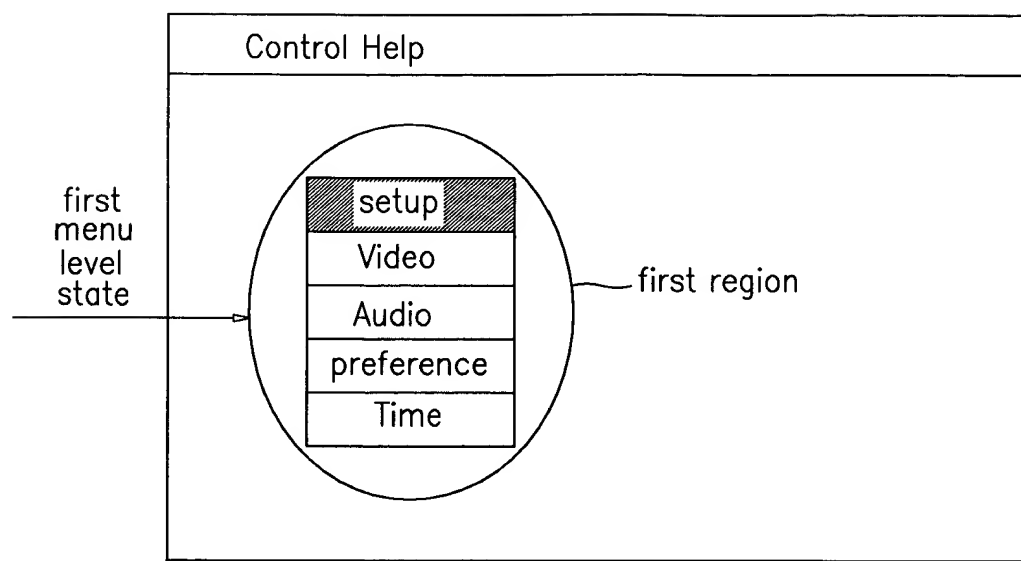 Control Help
first
menu
level
state
setup
Video
Audio
preference
Time
first region